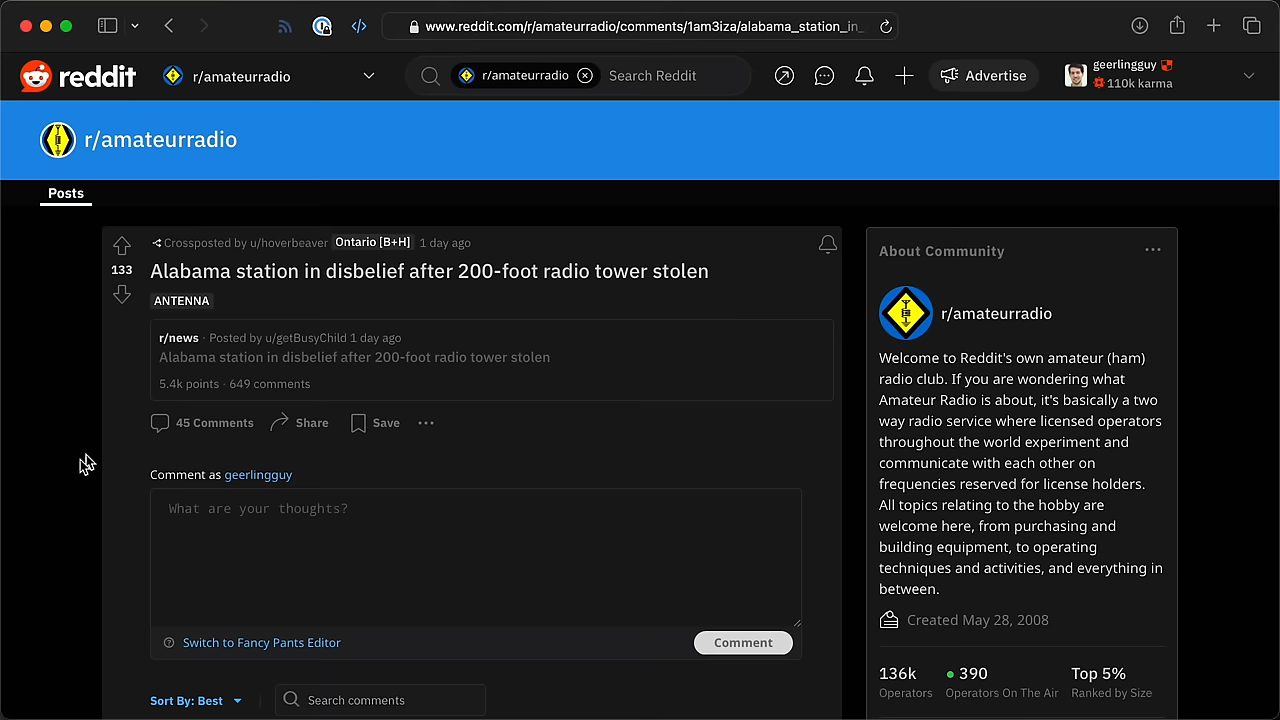 www.reddit.com/r/amateurradio/comments/1am3iza/alabama_station_in_
reddit r/amateurradio r/amateurradio Search Reddit Advertise geerlingguy
110k karma
r/amateurradio
Posts
Crossposted by u/hoverbeaver Ontario [B+H] 1 day ago
133
Alabama station in disbelief after 200-foot radio tower stolen
ANTENNA
r/news · Posted by u/getBusyChild 1 day ago
Alabama station in disbelief after 200-foot radio tower stolen
5.4k points · 649 comments
45 Comments Share Save
Comment as geerlingguy
What are your thoughts?
Switch to Fancy Pants Editor Comment
Sort By: Best Search comments
About Community
r/amateurradio
Welcome to Reddit's own amateur (ham)
radio club. If you are wondering what
Amateur Radio is about, it's basically a two
way radio service where licensed operators
throughout the world experiment and
communicate with each other on
frequencies reserved for license holders.
All topics relating to the hobby are
welcome here, from purchasing and
building equipment, to operating
techniques and activities, and everything in
between.
Created May 28, 2008
136k 390 Top 5%
Operators Operators On The Air Ranked by Size